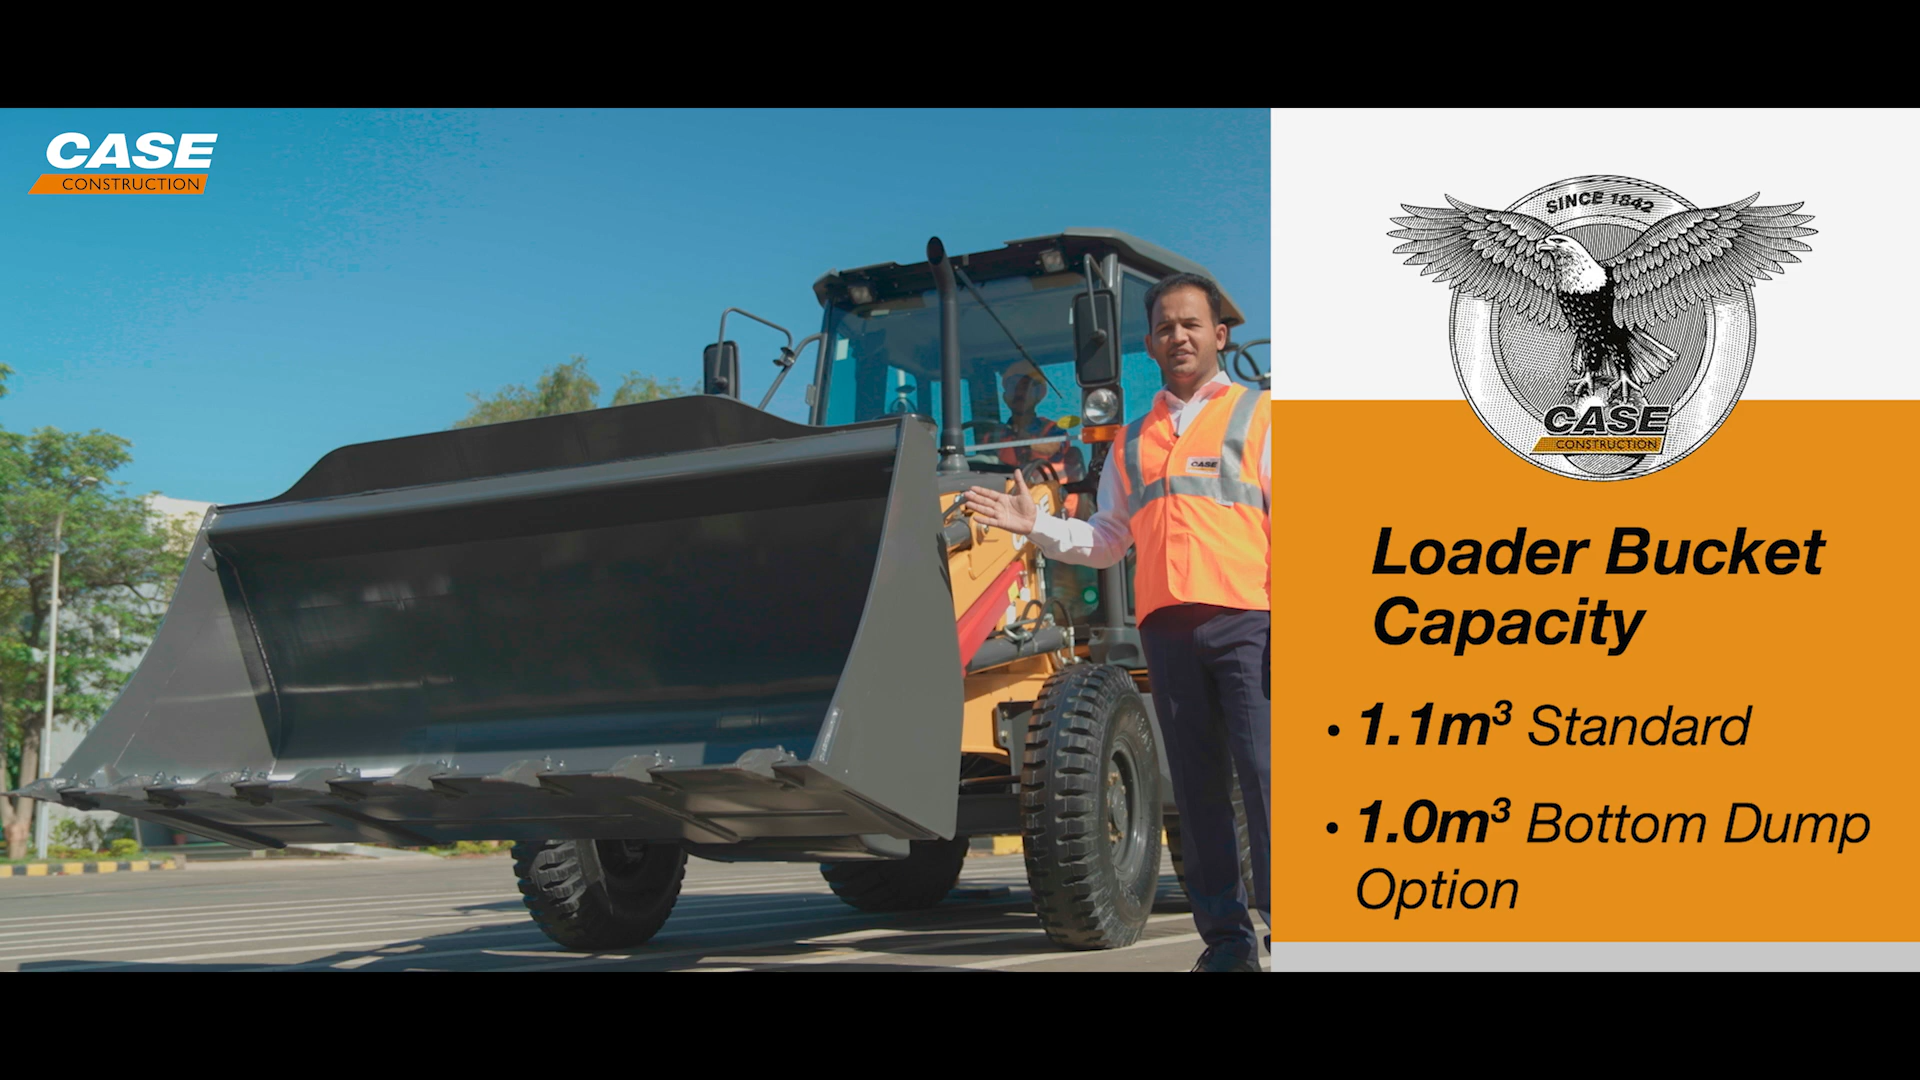 CASE
CONSTRUCTION
CASE
SINCE 1842
CASE
CONSTRUCTION
Loader Bucket
Capacity
• 1.1m³ Standard
• 1.0m³ Bottom Dump
Option